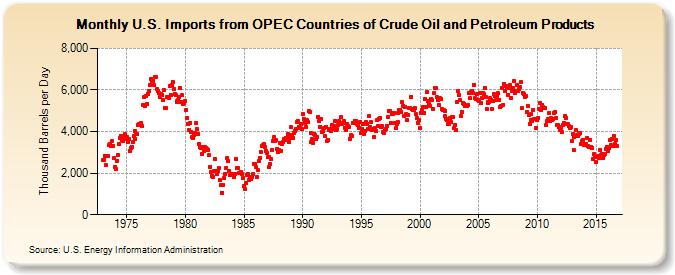 Monthly U.S. Imports from OPEC Countries of Crude Oil and Petroleum Products
Thousand Barrels per Day
8,000
6,000
4,000
2,000
0
1975 1980 1985 1990 1995 2000 2005 2010 2015
Source: U.S. Energy Information Administration